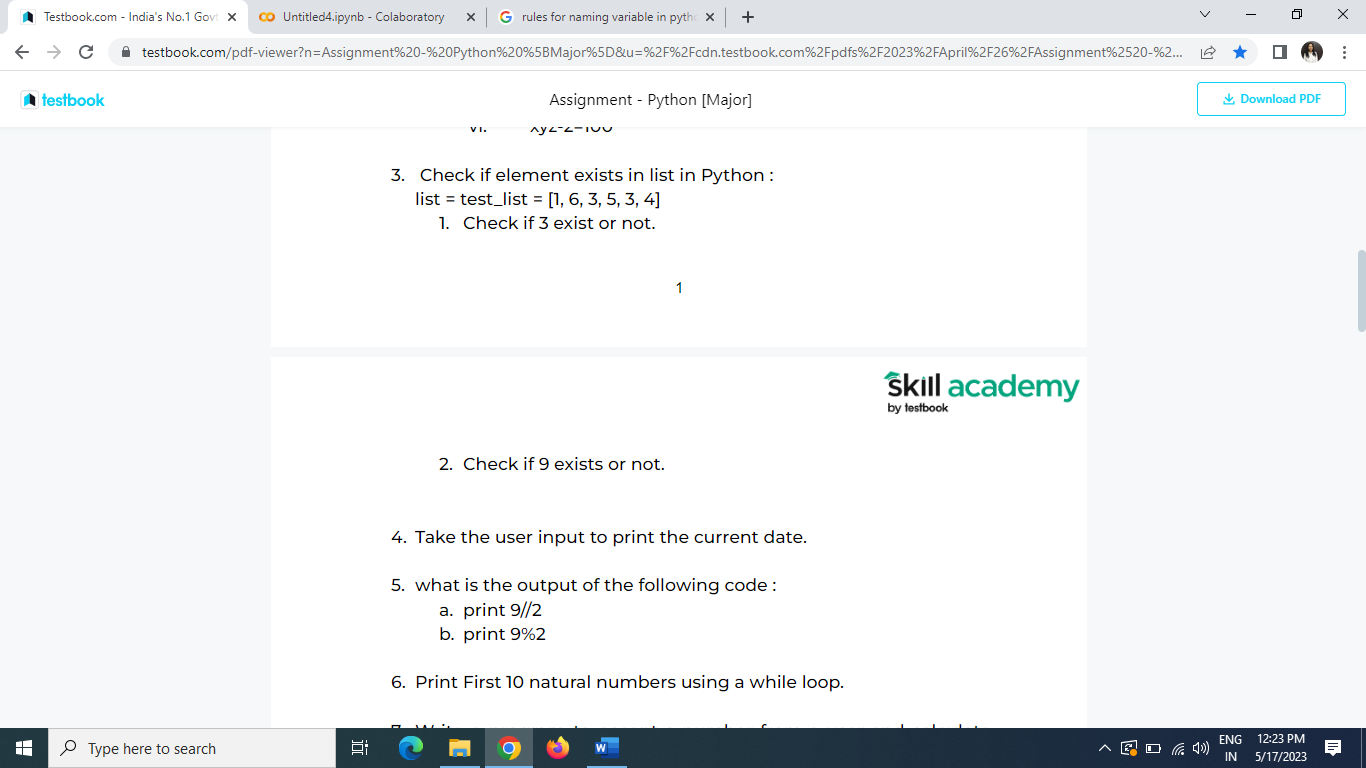 Testbook.com - India's No.1 Govt
Untitled4.ipynb - Colaboratory
rules for naming variable in pytho
testbook.com/pdf-viewer?n=Assignment%20-%20Python%20%5BMajor%5D&u=%2F%2Fcdn.testbook.com%2Fpdfs%2F2023%2FApril%2F26%2FAssignment%2520-%2...
testbook
Assignment - Python [Major]
Download PDF
vi. xyz-2=100
3. Check if element exists in list in Python :
list = test_list = [1, 6, 3, 5, 3, 4]
1. Check if 3 exist or not.
1
Skill academy
by testbook
2. Check if 9 exists or not.
4. Take the user input to print the current date.
5. what is the output of the following code :
a. print 9//2
b. print 9%2
6. Print First 10 natural numbers using a while loop.
Type here to search
ENG
IN
12:23 PM
5/17/2023